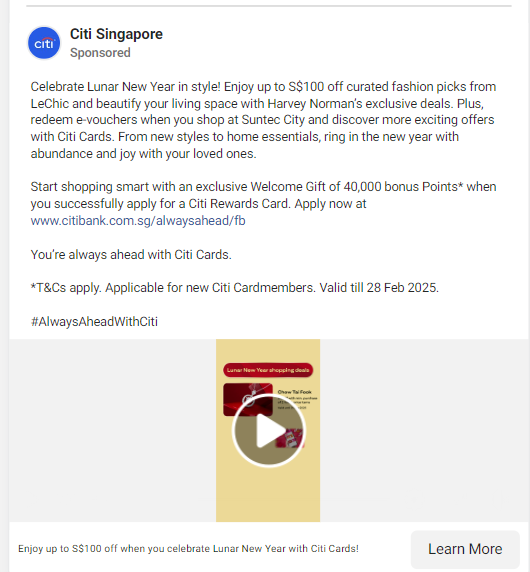 citi
Citi Singapore
Sponsored
Celebrate Lunar New Year in style! Enjoy up to S$100 off curated fashion picks from
LeChic and beautify your living space with Harvey Norman's exclusive deals. Plus,
redeem e-vouchers when you shop at Suntec City and discover more exciting offers
with Citi Cards. From new styles to home essentials, ring in the new year with
abundance and joy with your loved ones.
Start shopping smart with an exclusive Welcome Gift of 40,000 bonus Points* when
you successfully apply for a Citi Rewards Card. Apply now at
www.citibank.com.sg/alwaysahead/fb
You're always ahead with Citi Cards.
*T&Cs apply. Applicable for new Citi Cardmembers. Valid till 28 Feb 2025.
#AlwaysAheadWithCiti
Lunar New Year shopping deals
Chow Tai Fook
Enjoy up to S$100 off when you celebrate Lunar New Year with Citi Cards!
Learn More